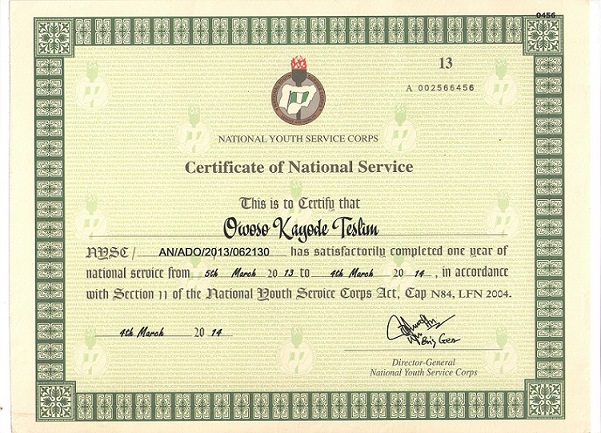 0456
13
A 002566456
NATIONAL YOUTH SERVICE CORPS
Certificate of National Service
This is to Certify that
Owoso Kayode Teslim
NYSC/ AN/ADO/2013/062130 has satisfactorily completed one year of
national service from 5th March 20 13 to 4th March 20 14, in accordance
with Section 11 of the National Youth Service Corps Act, Cap N84, LFN 2004.
4th March 20 14
Brig Gen
Director-General
National Youth Service Corps